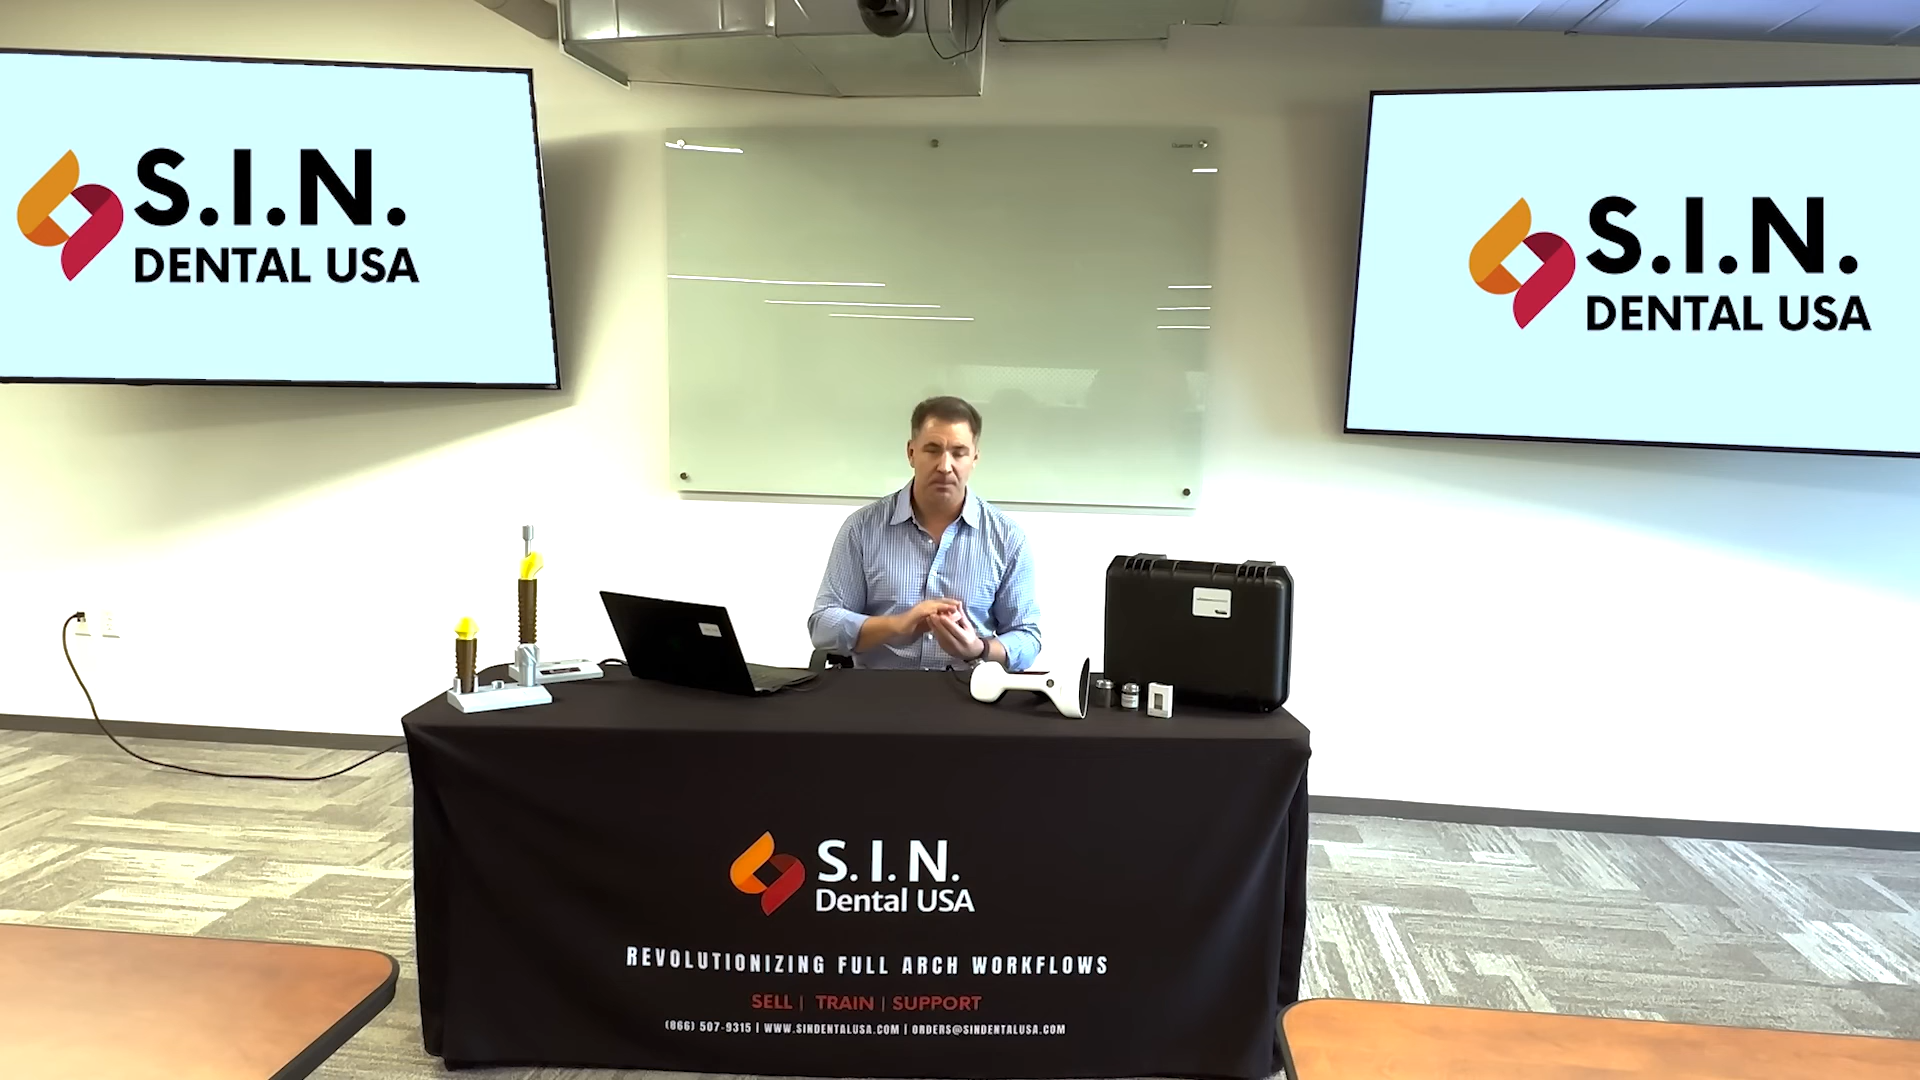 S.I.N.
DENTAL USA
S.I.N.
DENTAL USA
S.I.N.
Dental USA
REVOLUTIONIZING FULL ARCH WORKFLOWS
SELL | TRAIN | SUPPORT
(866) 507-9315 | WWW.SINDENTALUSA.COM | ORDERS@SINDENTALUSA.COM